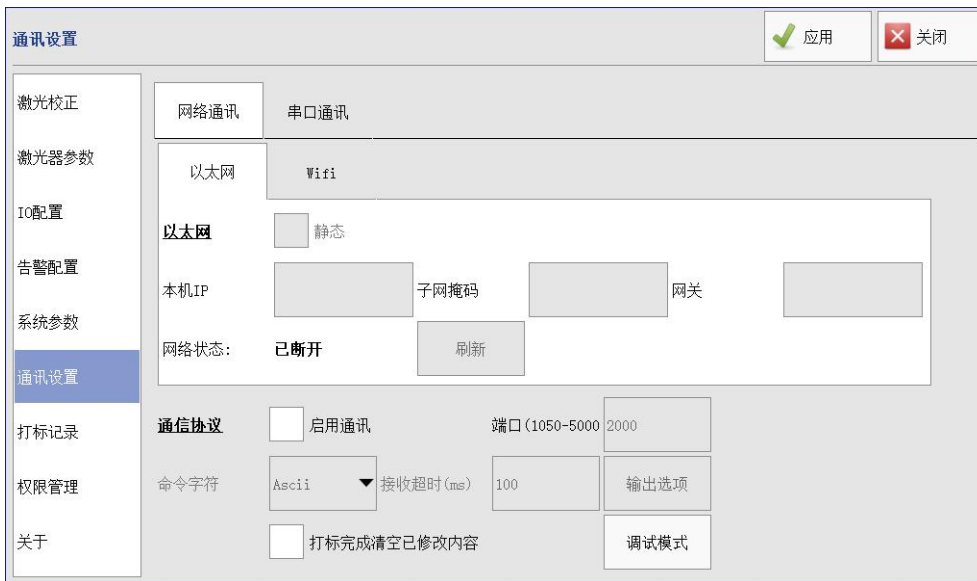 通讯设置
应用
关闭
激光校正
激光器参数
IO配置
告警配置
系统参数
通讯设置
打标记录
权限管理
关于
网络通讯 串口通讯
以太网 Wifi
以太网 静态
本机IP 子网掩码 网关
网络状态: 已断开 刷新
通信协议 启用通讯 端口(1050-5000 2000
命令字符 Ascii 接收超时(ms) 100 输出选项
打标完成清空已修改内容 调试模式